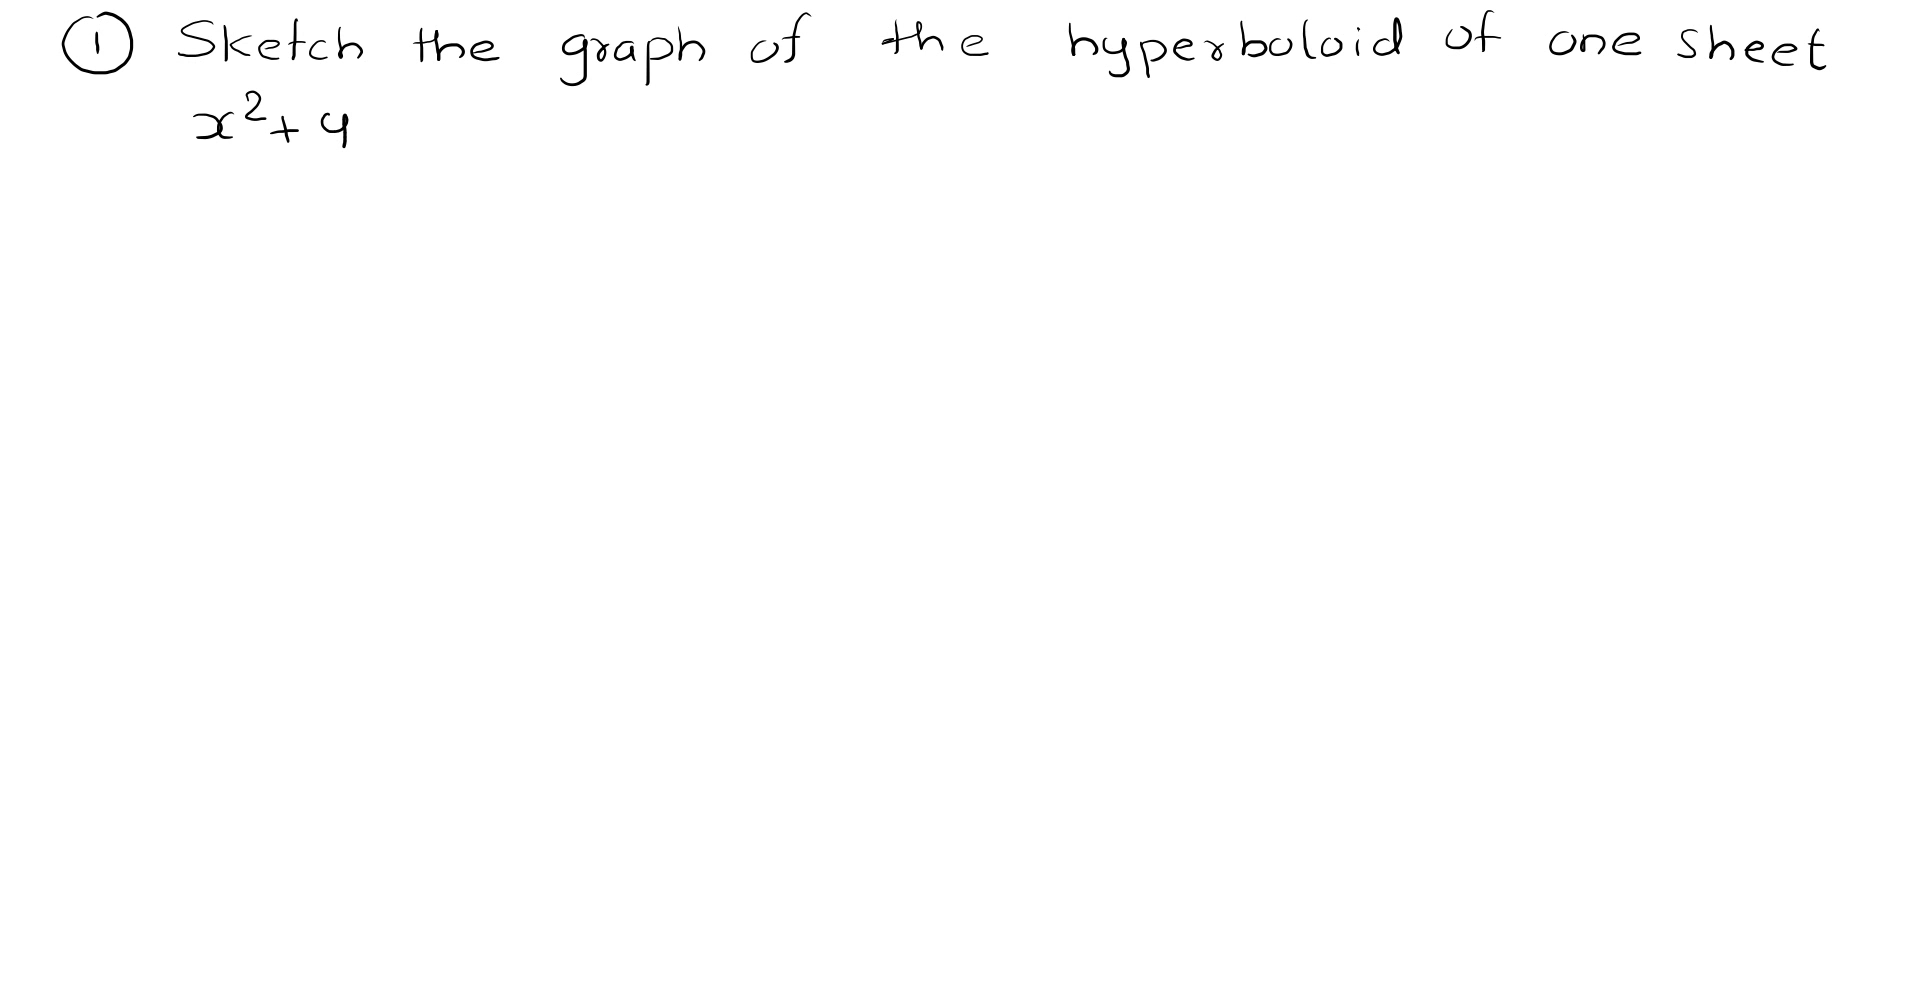 ① Sketch the graph of the hyperboloid of one sheet
x²+ y